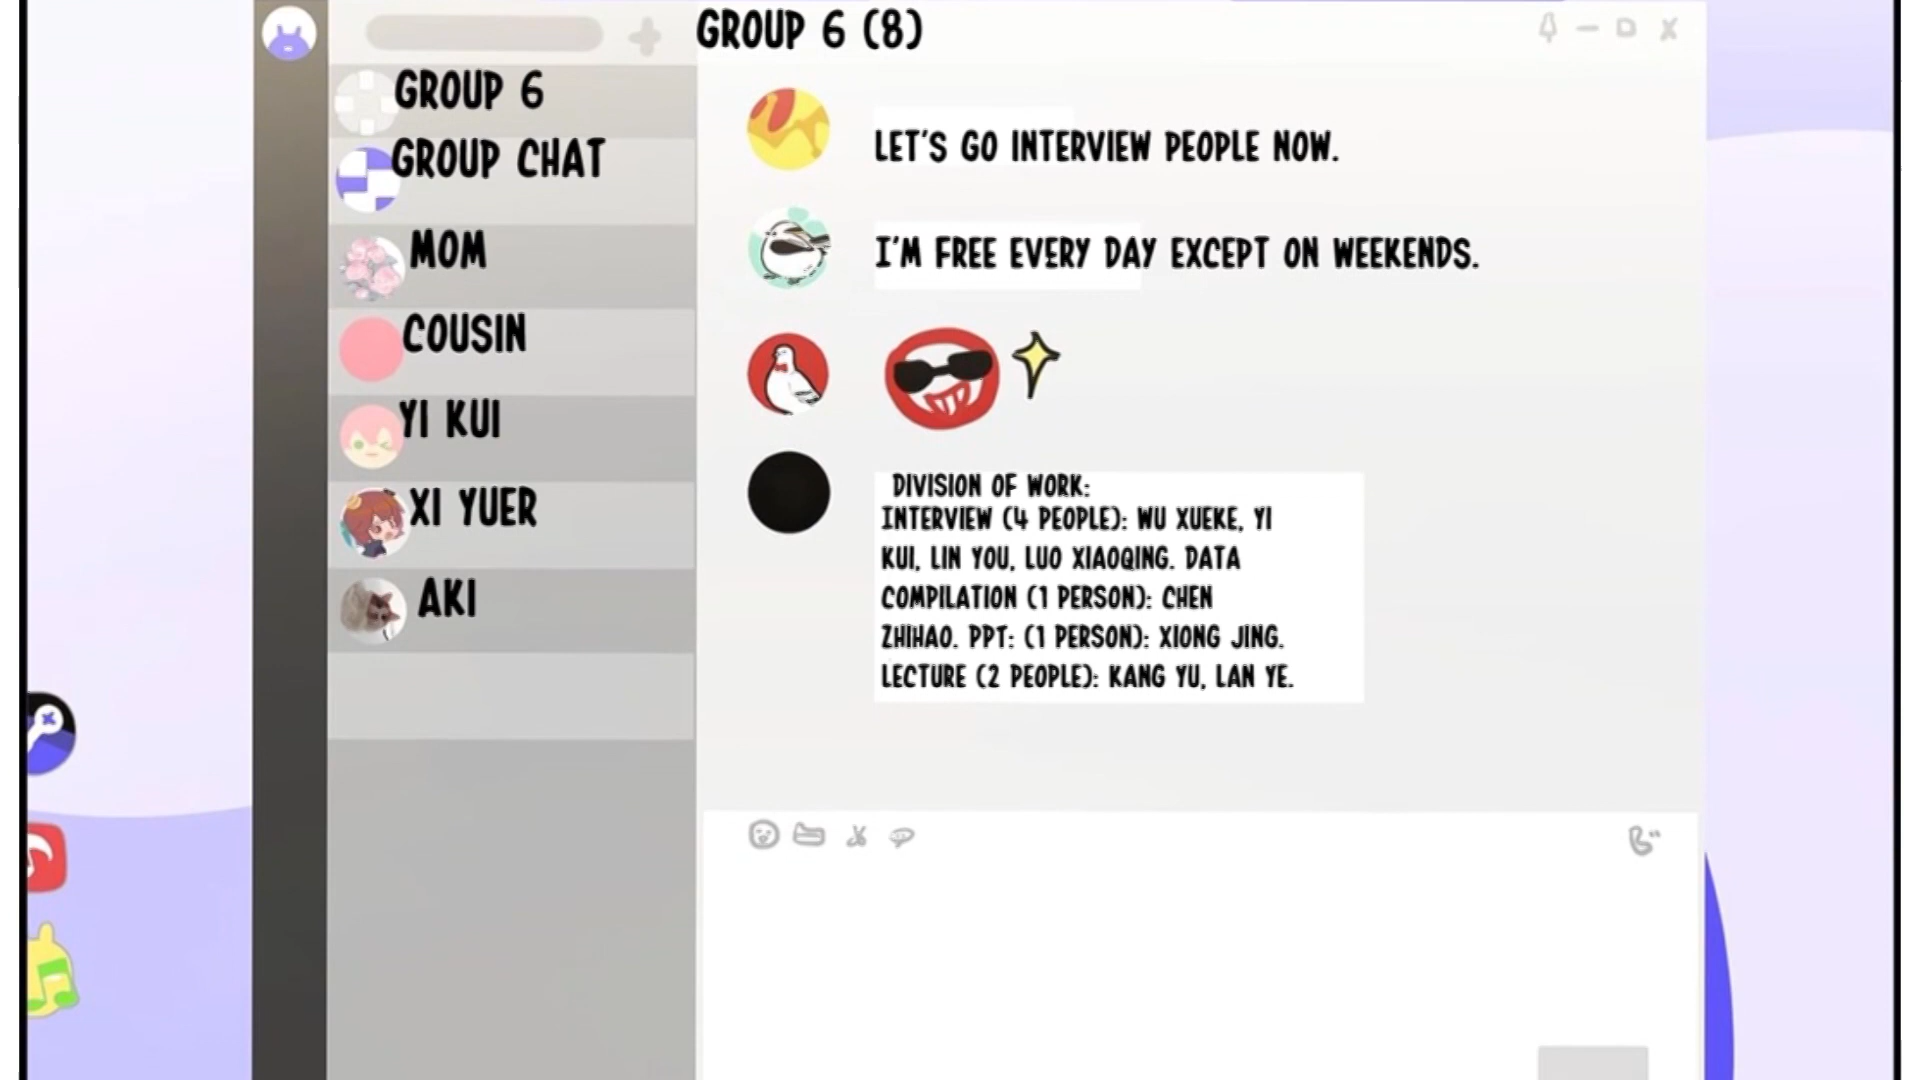 GROUP 6 (8)
GROUP 6
GROUP CHAT
MOM
COUSIN
YI KUI
XI YUER
AKI
LET'S GO INTERVIEW PEOPLE NOW.
I'M FREE EVERY DAY EXCEPT ON WEEKENDS.
DIVISION OF WORK:
INTERVIEW (4 PEOPLE): WU XUEKE, YI
KUI, LIN YOU, LUO XIAOQING. DATA
COMPILATION (1 PERSON): CHEN
ZHIHAO. PPT: (1 PERSON): XIONG JING.
LECTURE (2 PEOPLE): KANG YU, LAN YE.